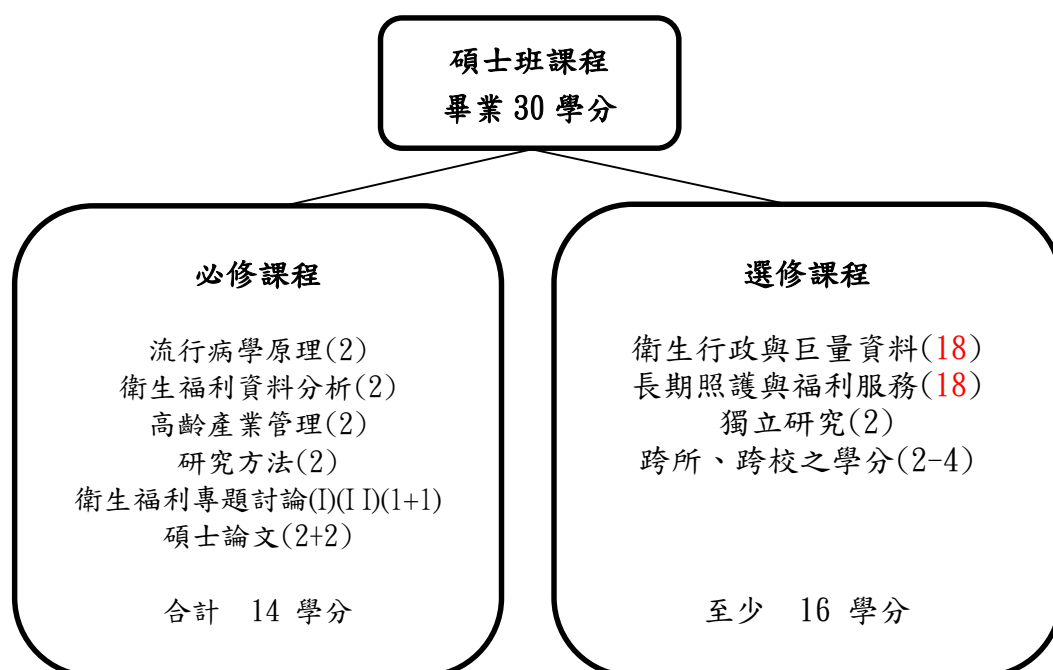 碩士班課程
畢業 30 學分
必修課程
流行病學原理(2)
衛生福利資料分析(2)
高齡產業管理(2)
研究方法(2)
衛生福利專題討論(I)(I I)(1+1)
碩士論文(2+2)
合計 14 學分
選修課程
衛生行政與巨量資料(18)
長期照護與福利服務(18)
獨立研究(2)
跨所、跨校之學分(2-4)
至少 16 學分